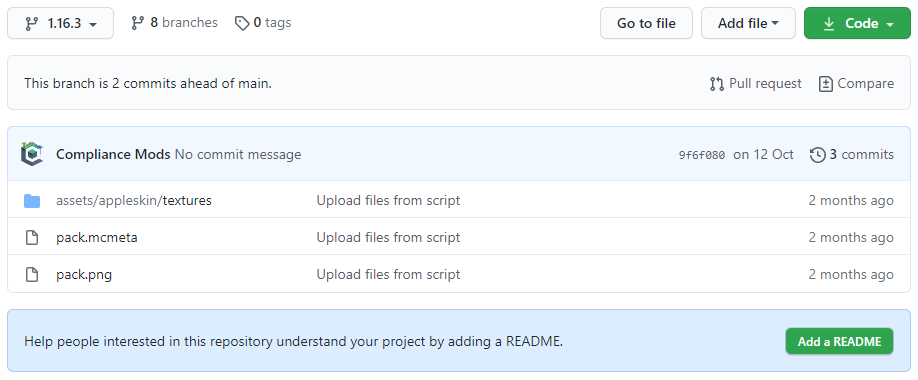 1.16.3 8 branches 0 tags Go to file Add file Code
This branch is 2 commits ahead of main. Pull request Compare
Compliance Mods No commit message 9f6f080 on 12 Oct 3 commits
assets/appleskin/textures Upload files from script 2 months ago
pack.mcmeta Upload files from script 2 months ago
pack.png Upload files from script 2 months ago
Help people interested in this repository understand your project by adding a README. Add a README